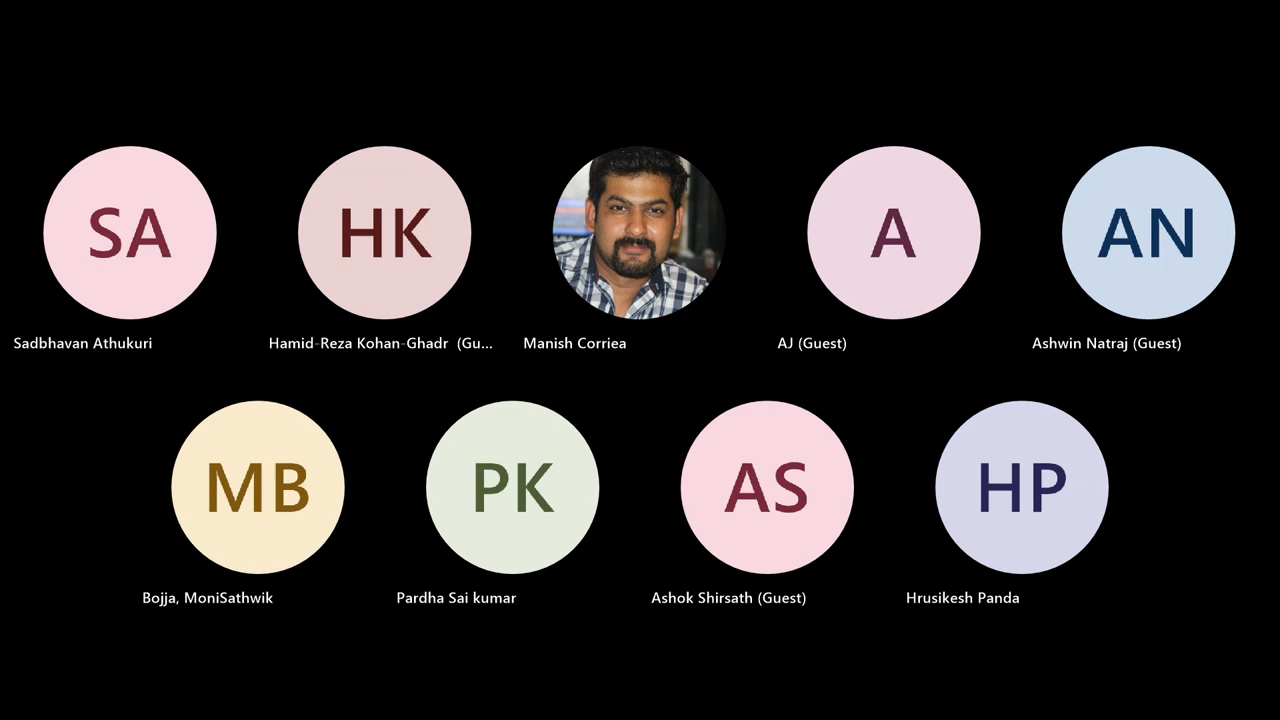 SA
HK
A
AN
Sadbhavan Athukuri
Hamid-Reza Kohan-Ghadr (Gu...
Manish Corriea
AJ (Guest)
Ashwin Natraj (Guest)
MB
PK
AS
HP
Bojja, MoniSathwik
Pardha Sai kumar
Ashok Shirsath (Guest)
Hrusikesh Panda